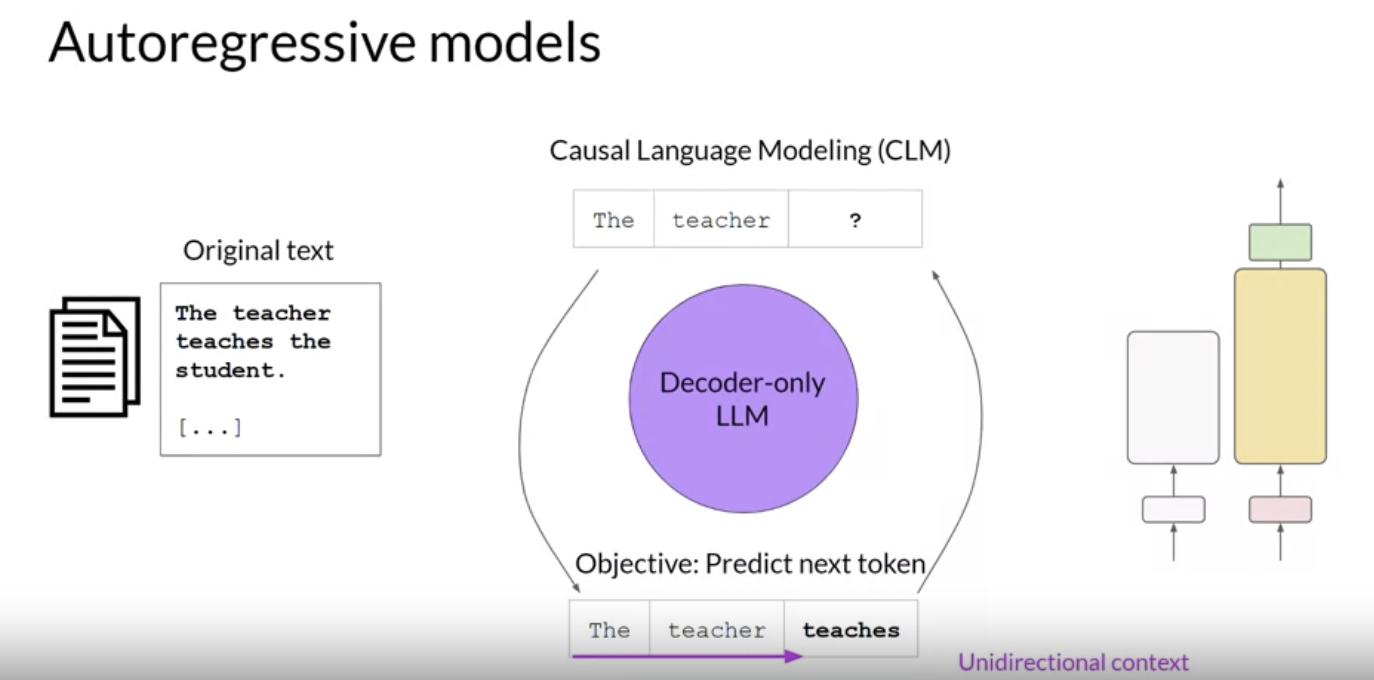 Autoregressive models
Causal Language Modeling (CLM)
The teacher ?
Original text
The teacher
teaches the
student.
[...]
Decoder-only
LLM
Objective: Predict next token
The teacher teaches
Unidirectional context